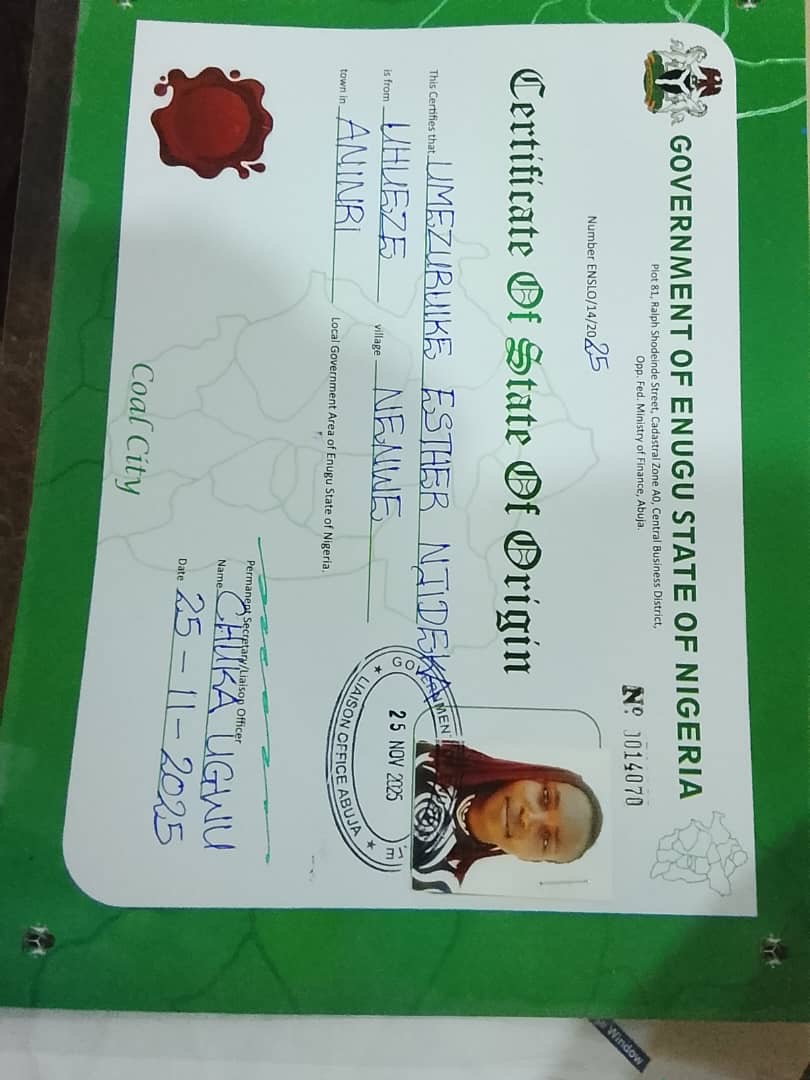 GOVERNMENT OF ENUGU STATE OF NIGERIA
Plot 81, Ralph Shodeinde Street, Cadastral Zone A0, Central Business District,
Opp. Fed. Ministry of Finance, Abuja.
Number ENSLO/14/2025
Nº 0014070
Certificate Of State Of Origin
This Certifies that UMEZURUIKE ESTHER NJIDEKA
is from UHUEZE village NENWE
town in ANINRI Local Government Area of Enugu State of Nigeria.
LIAISON OFFICE ABUJA
25 NOV 2025
Permanent Secretary/Liaison Officer
Name CHUKA UGWU
Date 25-11-2025
Coal City
Window